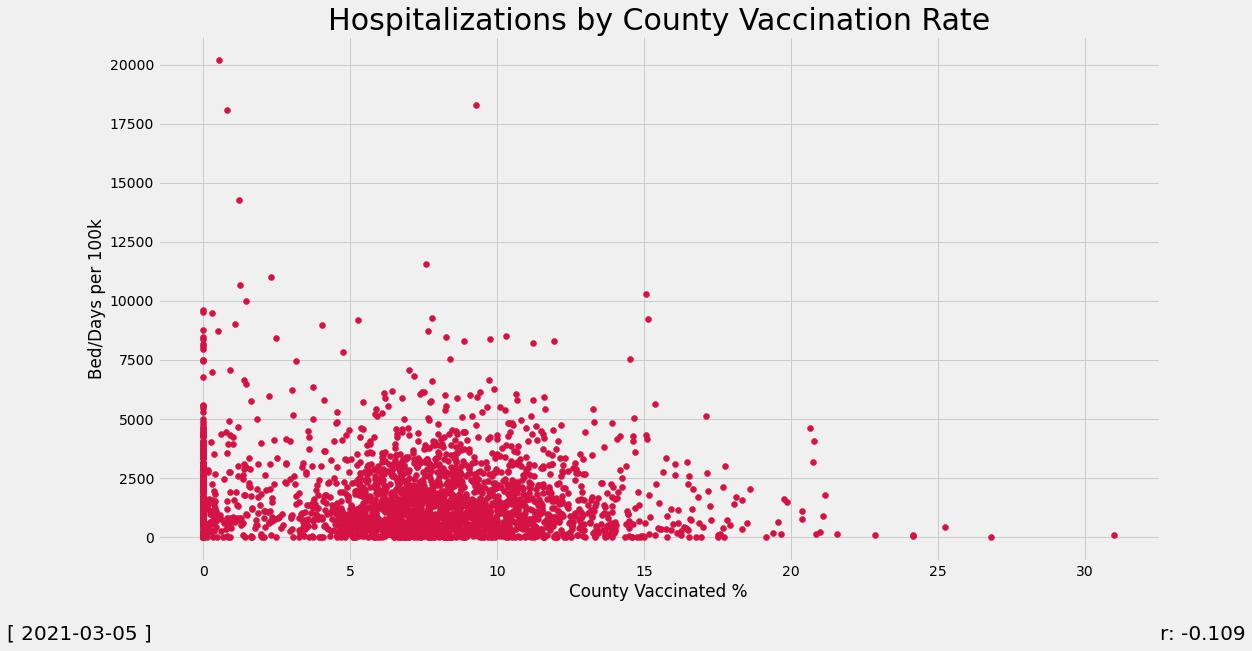 Hospitalizations by County Vaccination Rate
20000
17500
15000
12500
10000
7500
5000
2500
0
Bed/Days per 100k
0 5 10 15 20 25 30
County Vaccinated %
[ 2021-03-05 ] r: -0.109